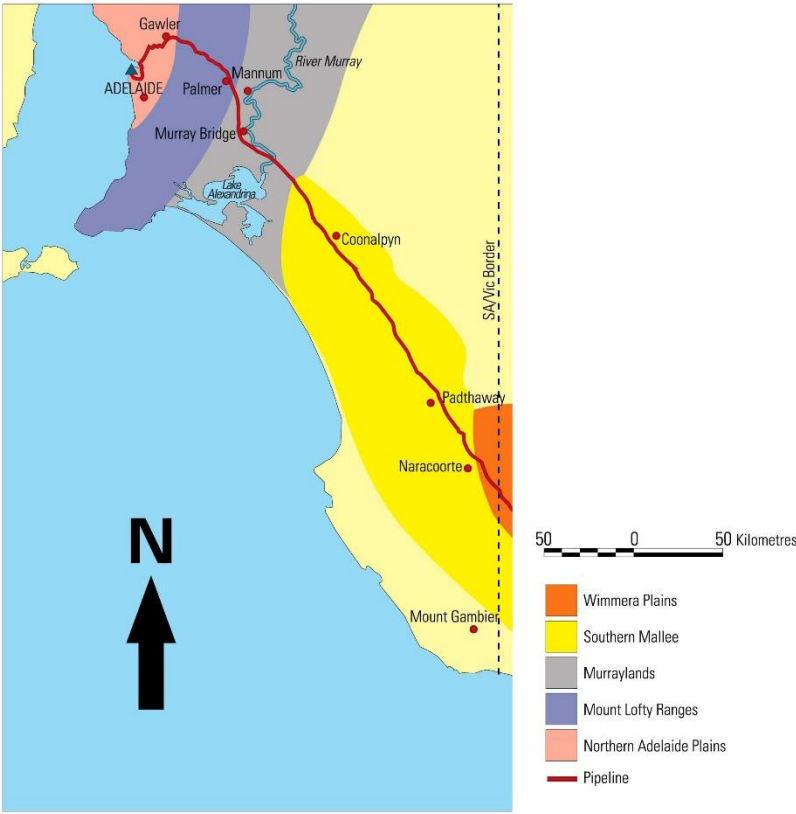 Gawler
ADELAIDE
Palmer
Mannum
River Murray
Murray Bridge
Lake
Alexandrina
Coonalpyn
SA/Vic Border
Padthaway
Naracoorte
Mount Gambier
N
50 0 50 Kilometres
Wimmera Plains
Southern Mallee
Murraylands
Mount Lofty Ranges
Northern Adelaide Plains
Pipeline